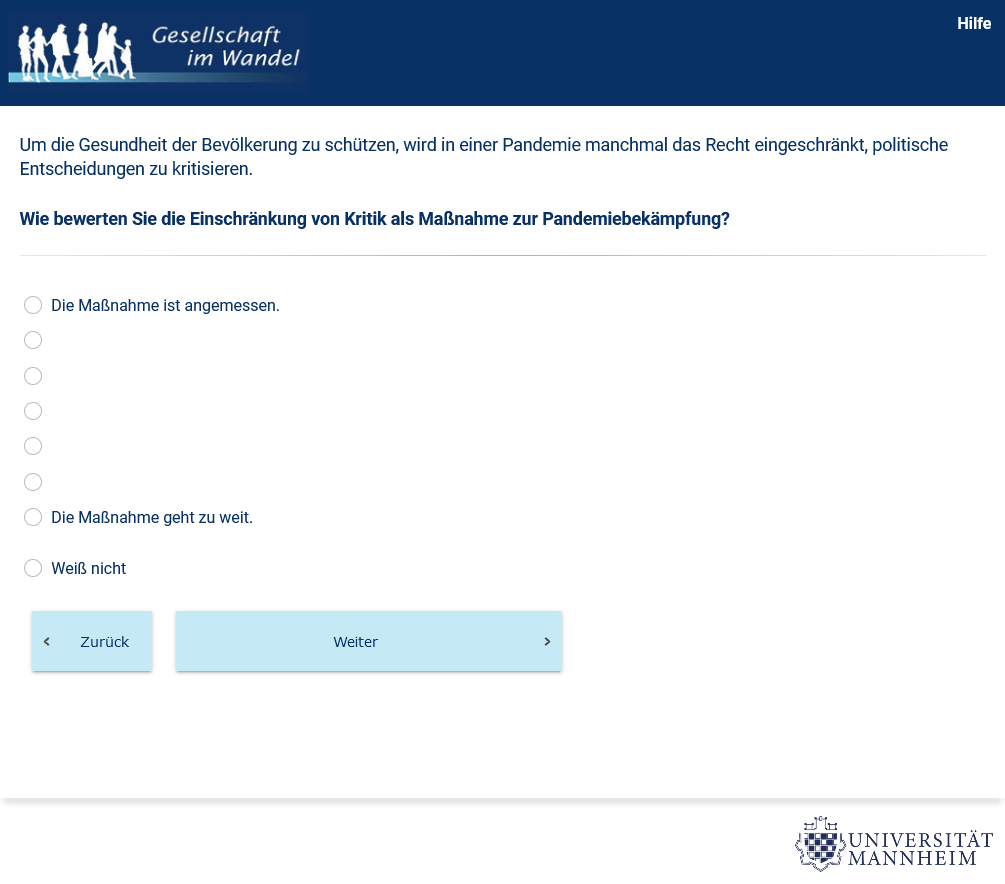 Gesellschaft
im Wandel
Hilfe
Um die Gesundheit der Bevölkerung zu schützen, wird in einer Pandemie manchmal das Recht eingeschränkt, politische
Entscheidungen zu kritisieren.
Wie bewerten Sie die Einschränkung von Kritik als Maßnahme zur Pandemiebekämpfung?
Die Maßnahme ist angemessen.
Die Maßnahme geht zu weit.
Weiß nicht
Zurück
Weiter
UNIVERSITÄT
MANNHEIM